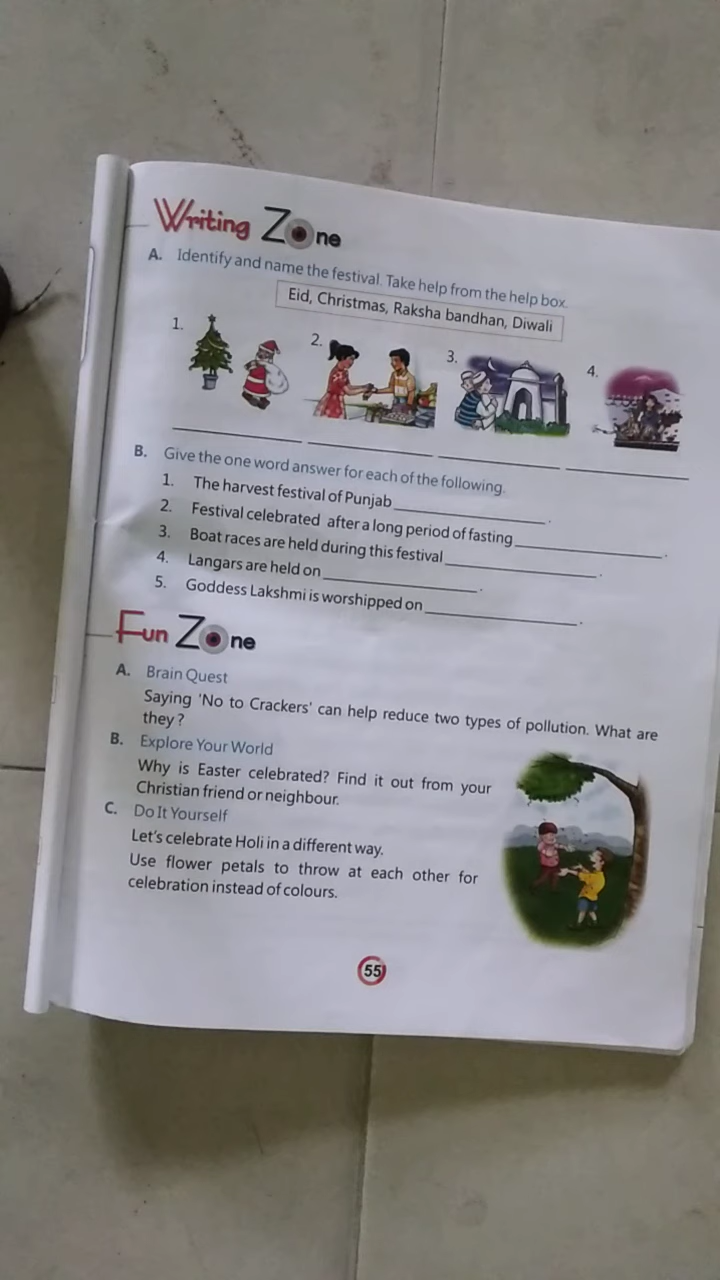 Writing Zone
A. Identify and name the festival. Take help from the help box.
Eid, Christmas, Raksha bandhan, Diwali
1. 2. 3. 4.
B. Give the one word answer for each of the following.
1. The harvest festival of Punjab ____________.
2. Festival celebrated after a long period of fasting ____________.
3. Boat races are held during this festival ____________.
4. Langars are held on ____________.
5. Goddess Lakshmi is worshipped on ____________.
Fun Zone
A. Brain Quest
Saying 'No to Crackers' can help reduce two types of pollution. What are
they?
B. Explore Your World
Why is Easter celebrated? Find it out from your
Christian friend or neighbour.
C. Do It Yourself
Let's celebrate Holi in a different way.
Use flower petals to throw at each other for
celebration instead of colours.
55